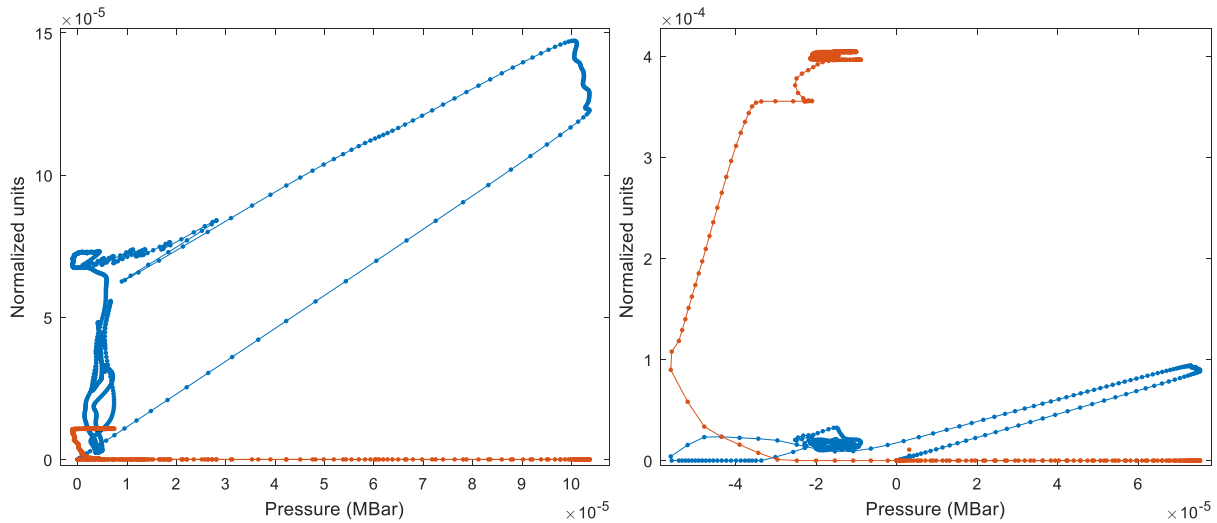 ×10-5
15
10
5
0
Normalized units
0 1 2 3 4 5 6 7 8 9 10
Pressure (MBar)
×10-5
×10-4
4
3
2
1
0
Normalized units
-4 -2 0 2 4 6
Pressure (MBar)
×10-5